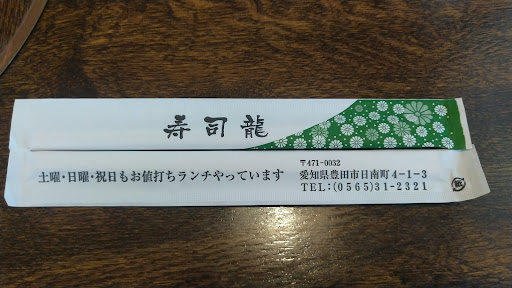 寿司龍
土曜・日曜・祝日もお値打ちランチやっています
〒471-0032
愛知県豊田市日南町4-1-3
TEL:(0565)31-2321